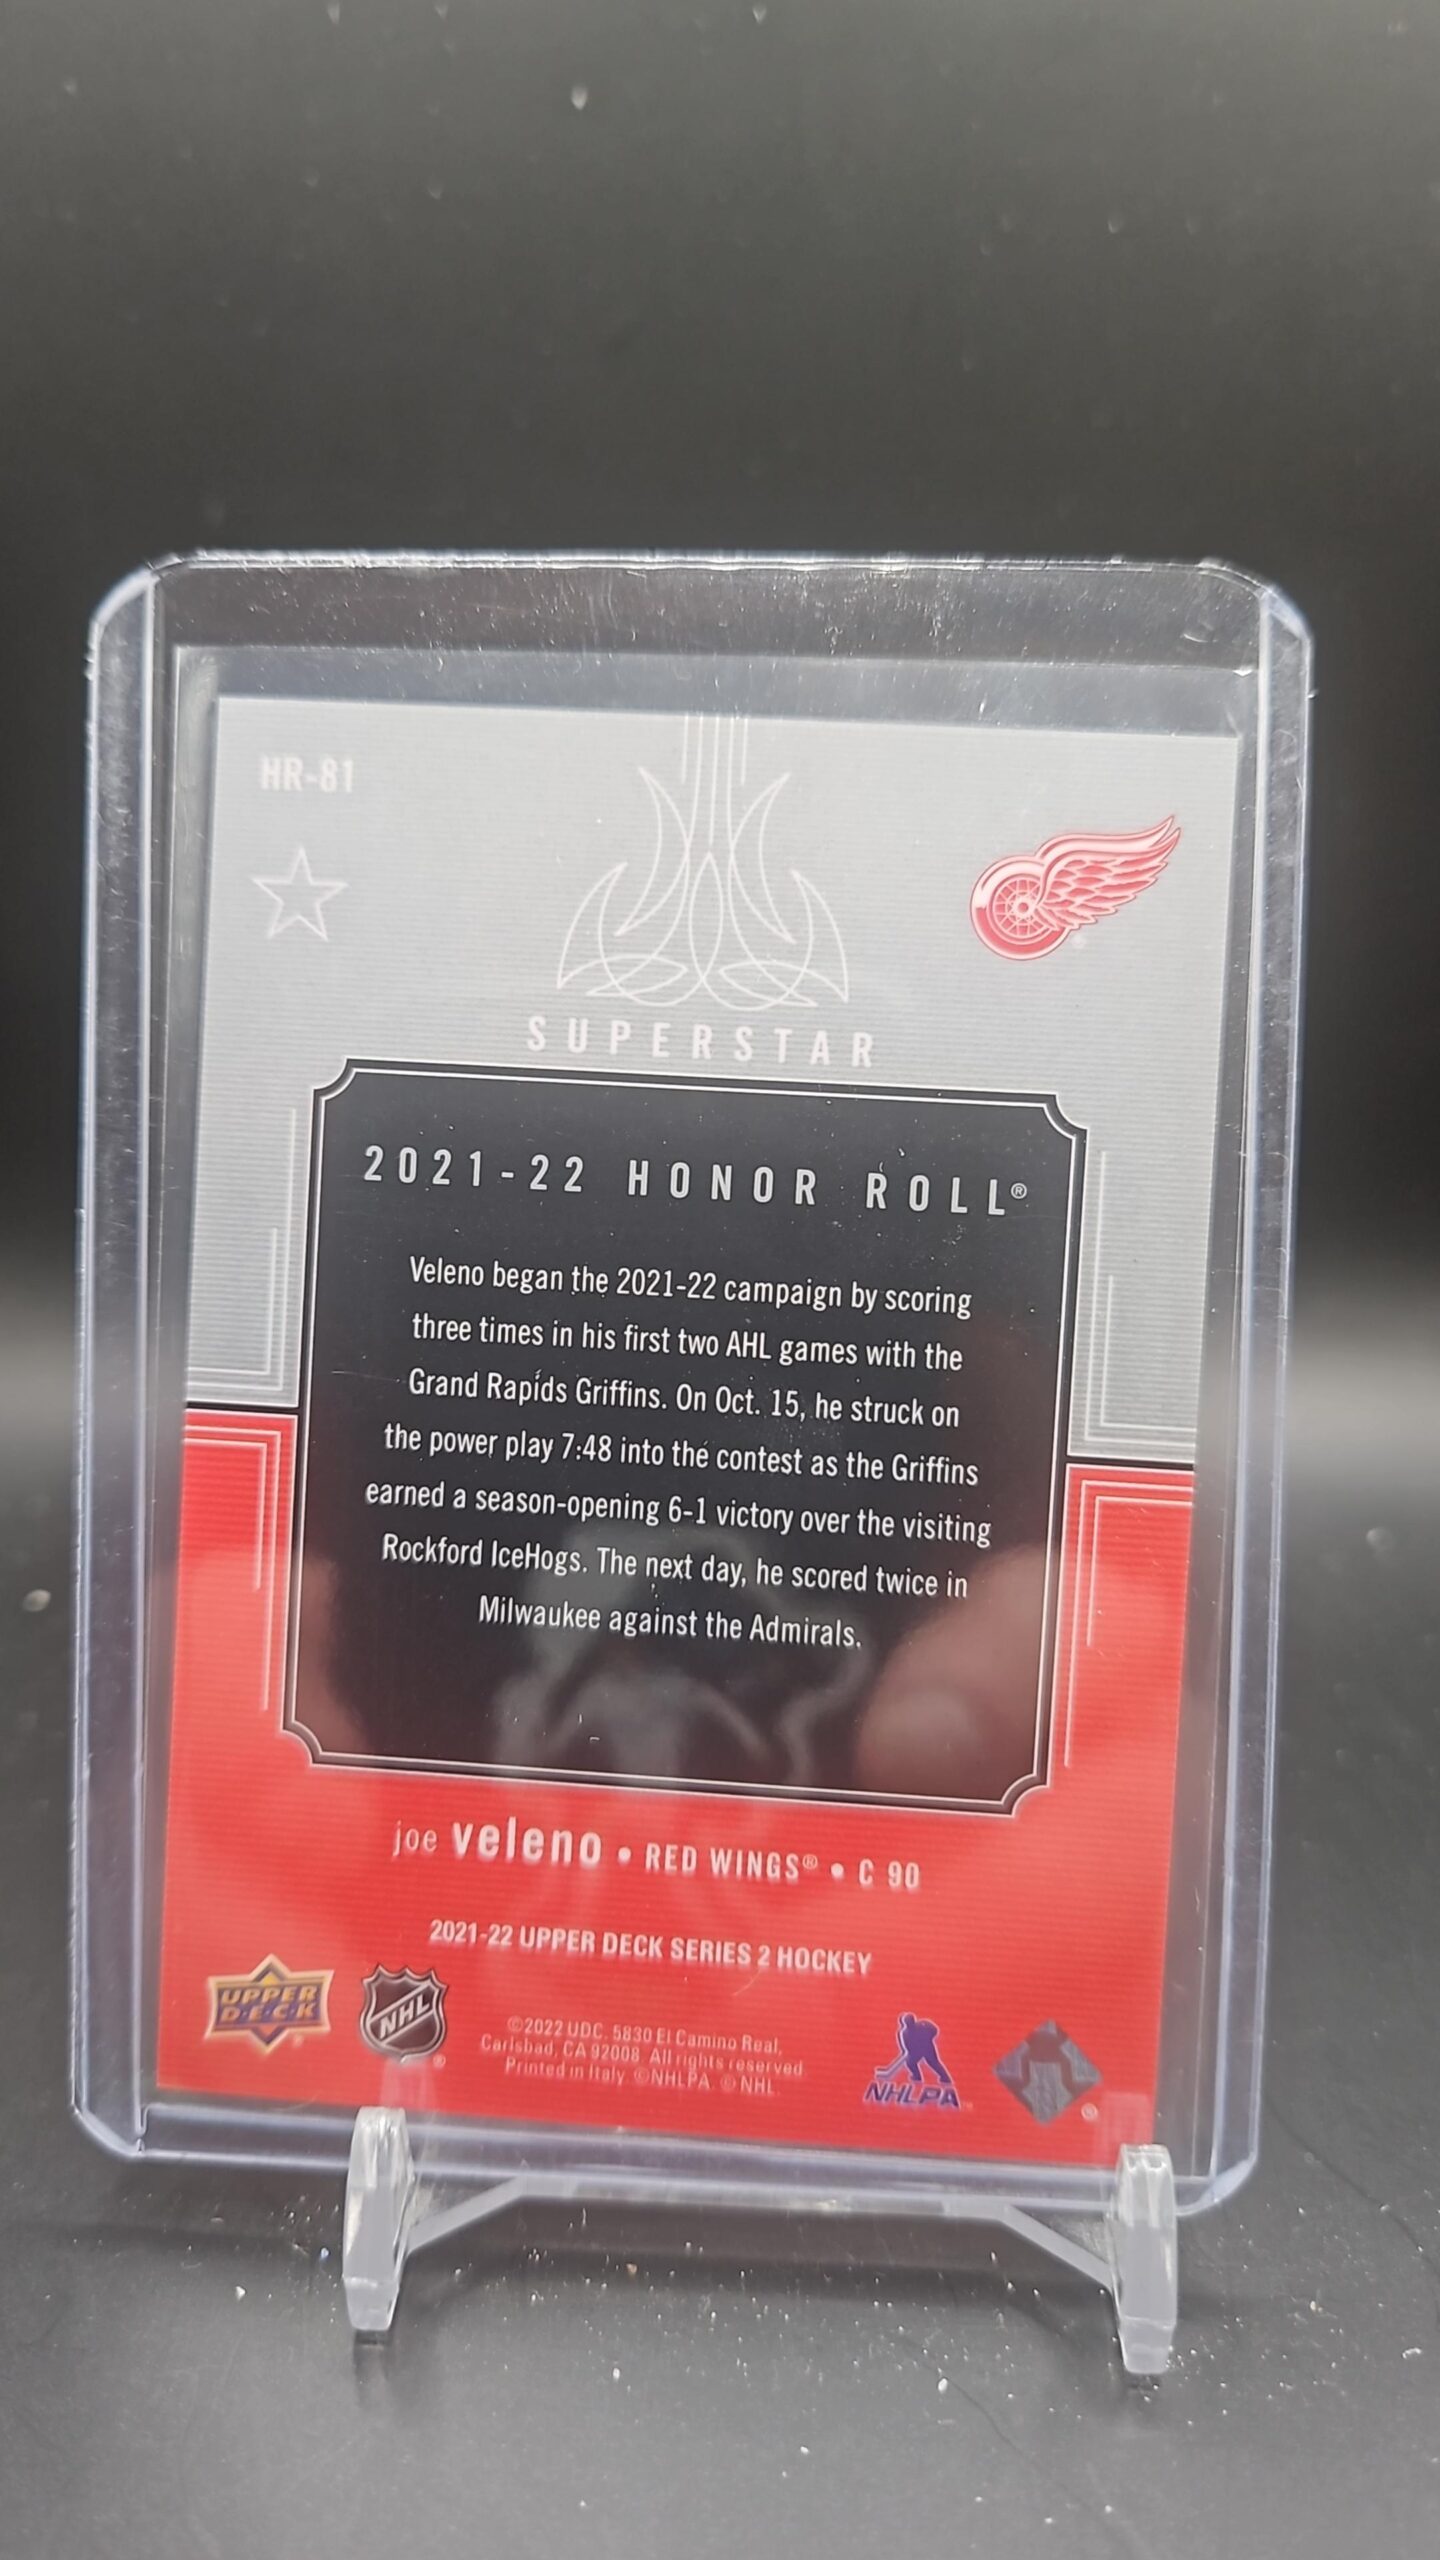 HR-81
SUPERSTAR
2021-22 HONOR ROLL®
Veleno began the 2021-22 campaign by scoring
three times in his first two AHL games with the
Grand Rapids Griffins. On Oct. 15, he struck on
the power play 7:48 into the contest as the Griffins
earned a season-opening 6-1 victory over the visiting
Rockford IceHogs. The next day, he scored twice in
Milwaukee against the Admirals.
joe veleno • RED WINGS® • C 90
2021-22 UPPER DECK SERIES 2 HOCKEY
UPPER
DECK
NHL
©2022 UDC. 5830 El Camino Real,
Carlsbad, CA 92008. All rights reserved.
Printed in Italy. ©NHLPA. © NHL.
NHLPA